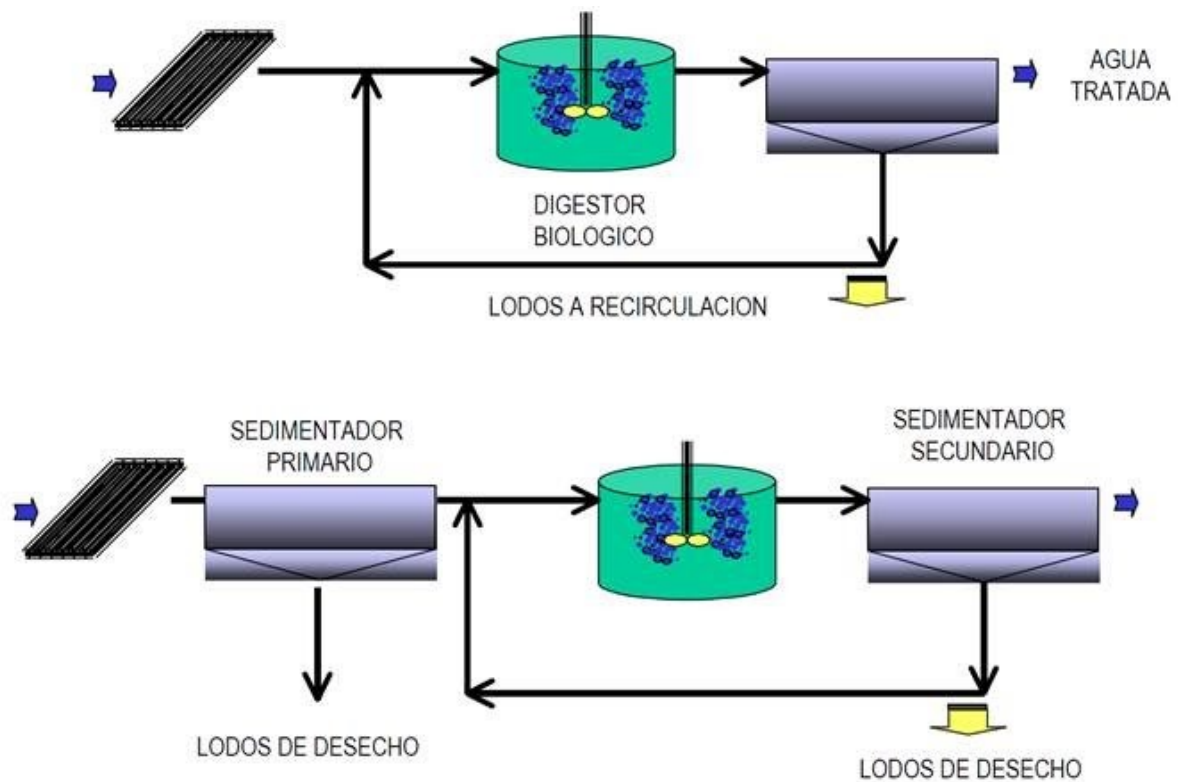 AGUA
TRATADA
DIGESTOR
BIOLOGICO
LODOS A RECIRCULACION
SEDIMENTADOR
PRIMARIO
SEDIMENTADOR
SECUNDARIO
LODOS DE DESECHO
LODOS DE DESECHO